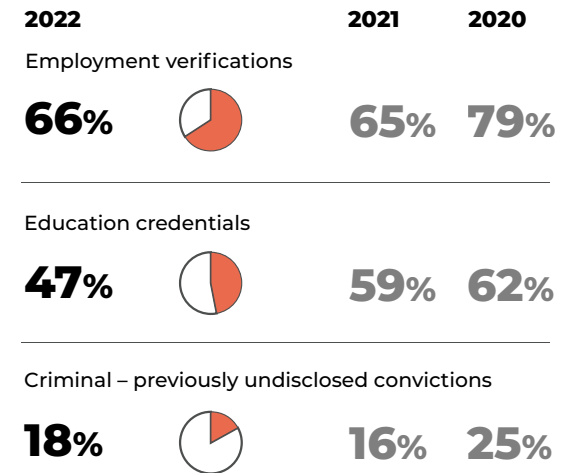 2022 2021 2020
Employment verifications
66% 65% 79%
Education credentials
47% 59% 62%
Criminal – previously undisclosed convictions
18% 16% 25%